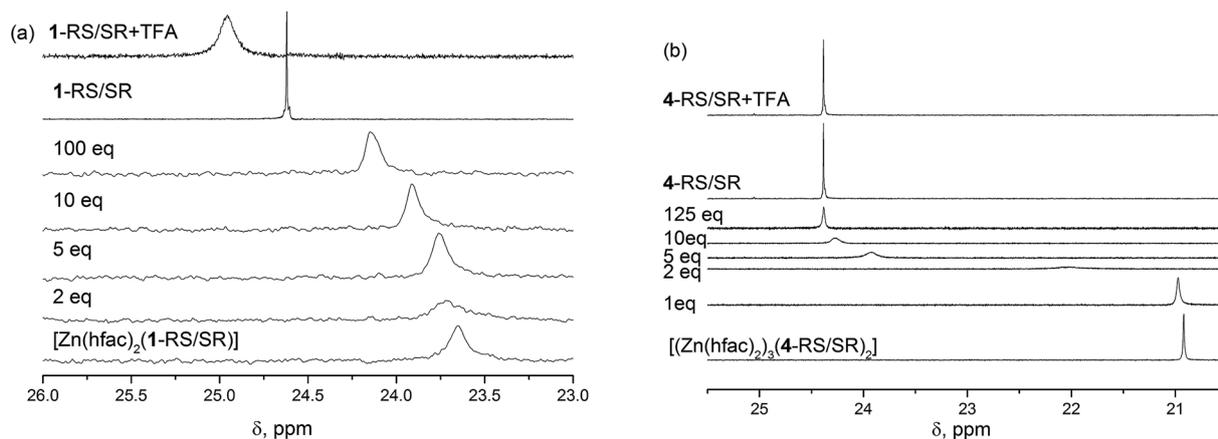 (a)
1-RS/SR+TFA
1-RS/SR
100 eq
10 eq
5 eq
2 eq
[Zn(hfac)2(1-RS/SR)]
26.0 25.5 25.0 24.5 24.0 23.5 23.0
δ, ppm
(b)
4-RS/SR+TFA
4-RS/SR
125 eq
10eq
5 eq
2 eq
1eq
[(Zn(hfac)2)3(4-RS/SR)2]
25 24 23 22 21
δ, ppm